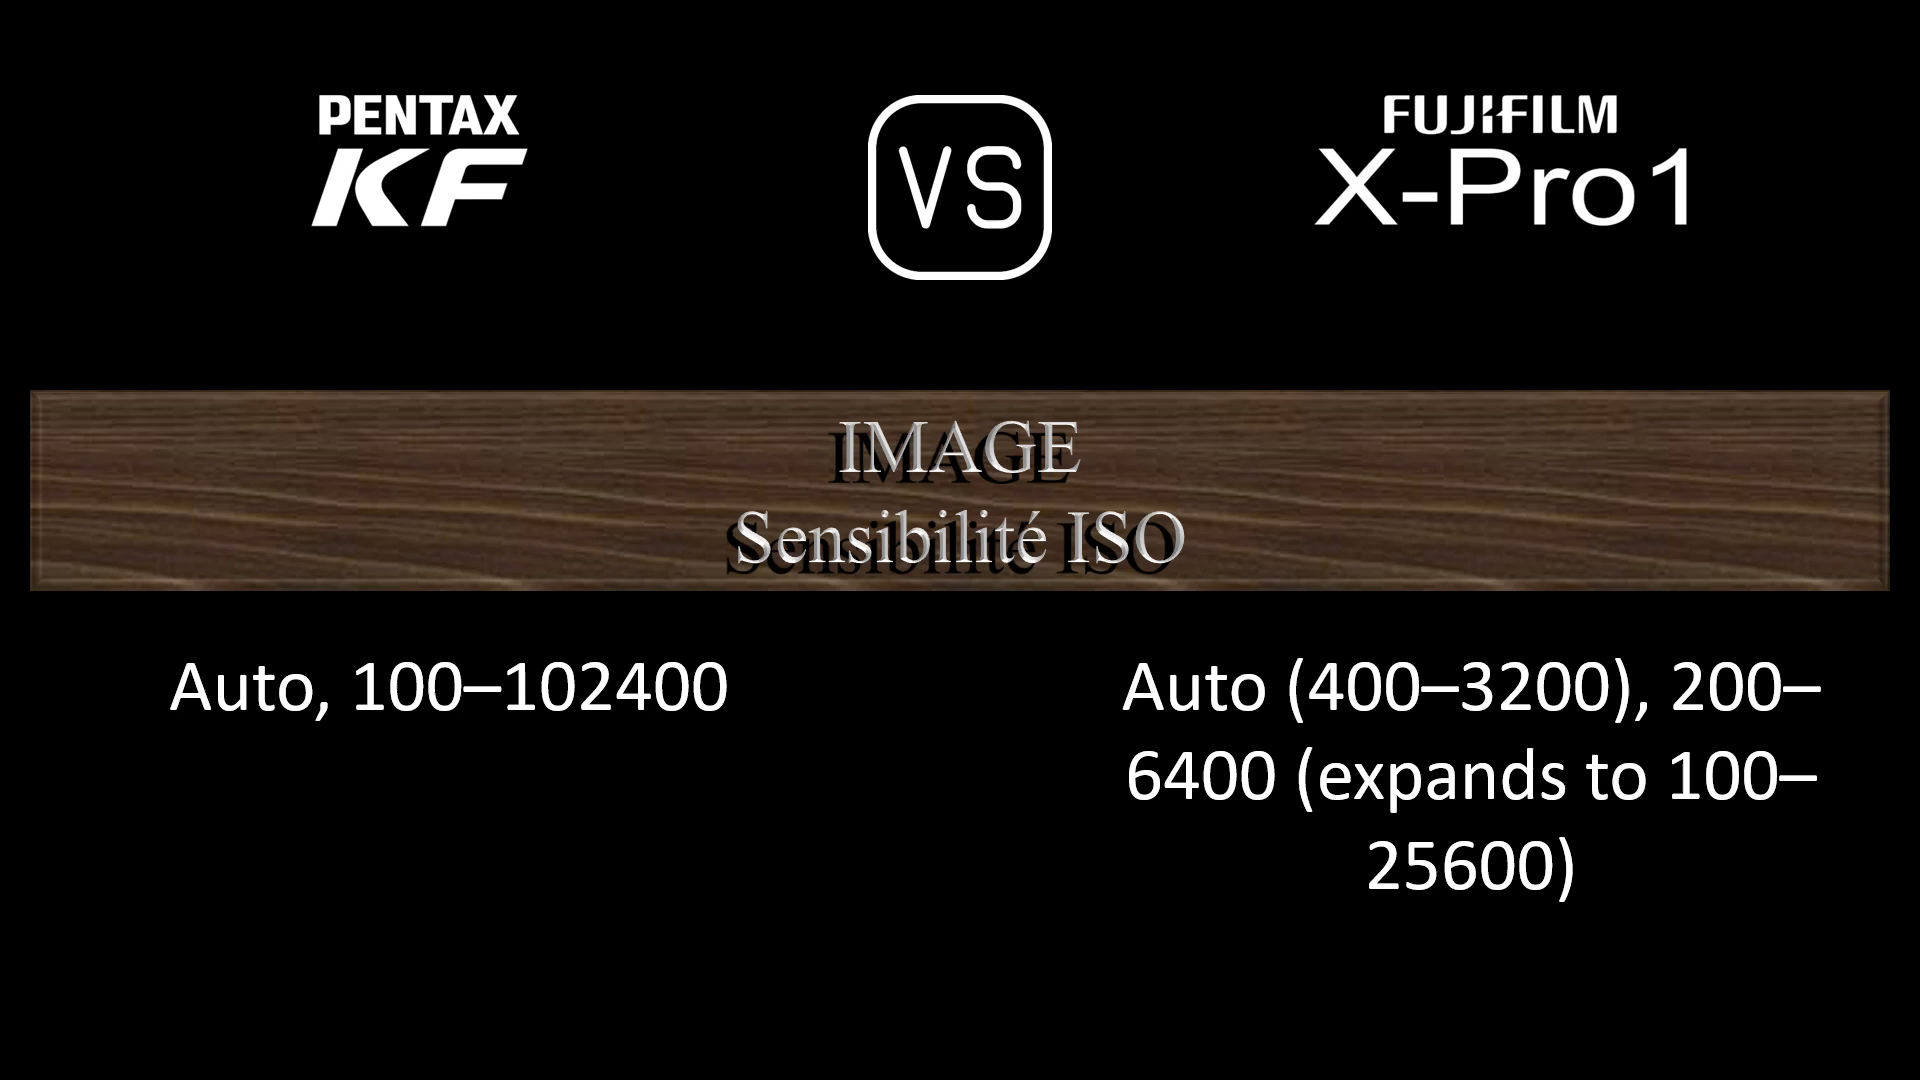 PENTAX
KF
VS
FUJIFILM
X-Pro1
IMAGE
Sensibilité ISO
Auto, 100–102400
Auto (400–3200), 200–
6400 (expands to 100–
25600)